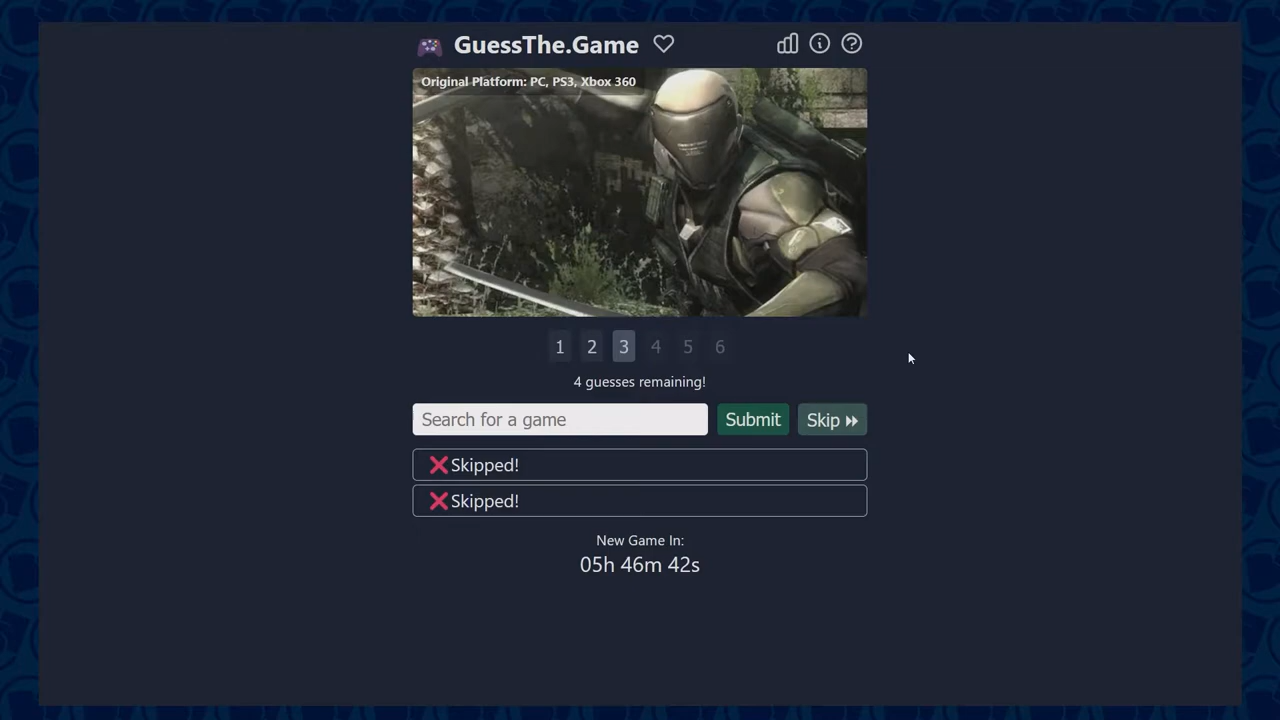 GuessThe.Game
Original Platform: PC, PS3, Xbox 360
1 2 3 4 5 6
4 guesses remaining!
Search for a game
Submit
Skip
Skipped!
Skipped!
New Game In:
05h 46m 42s